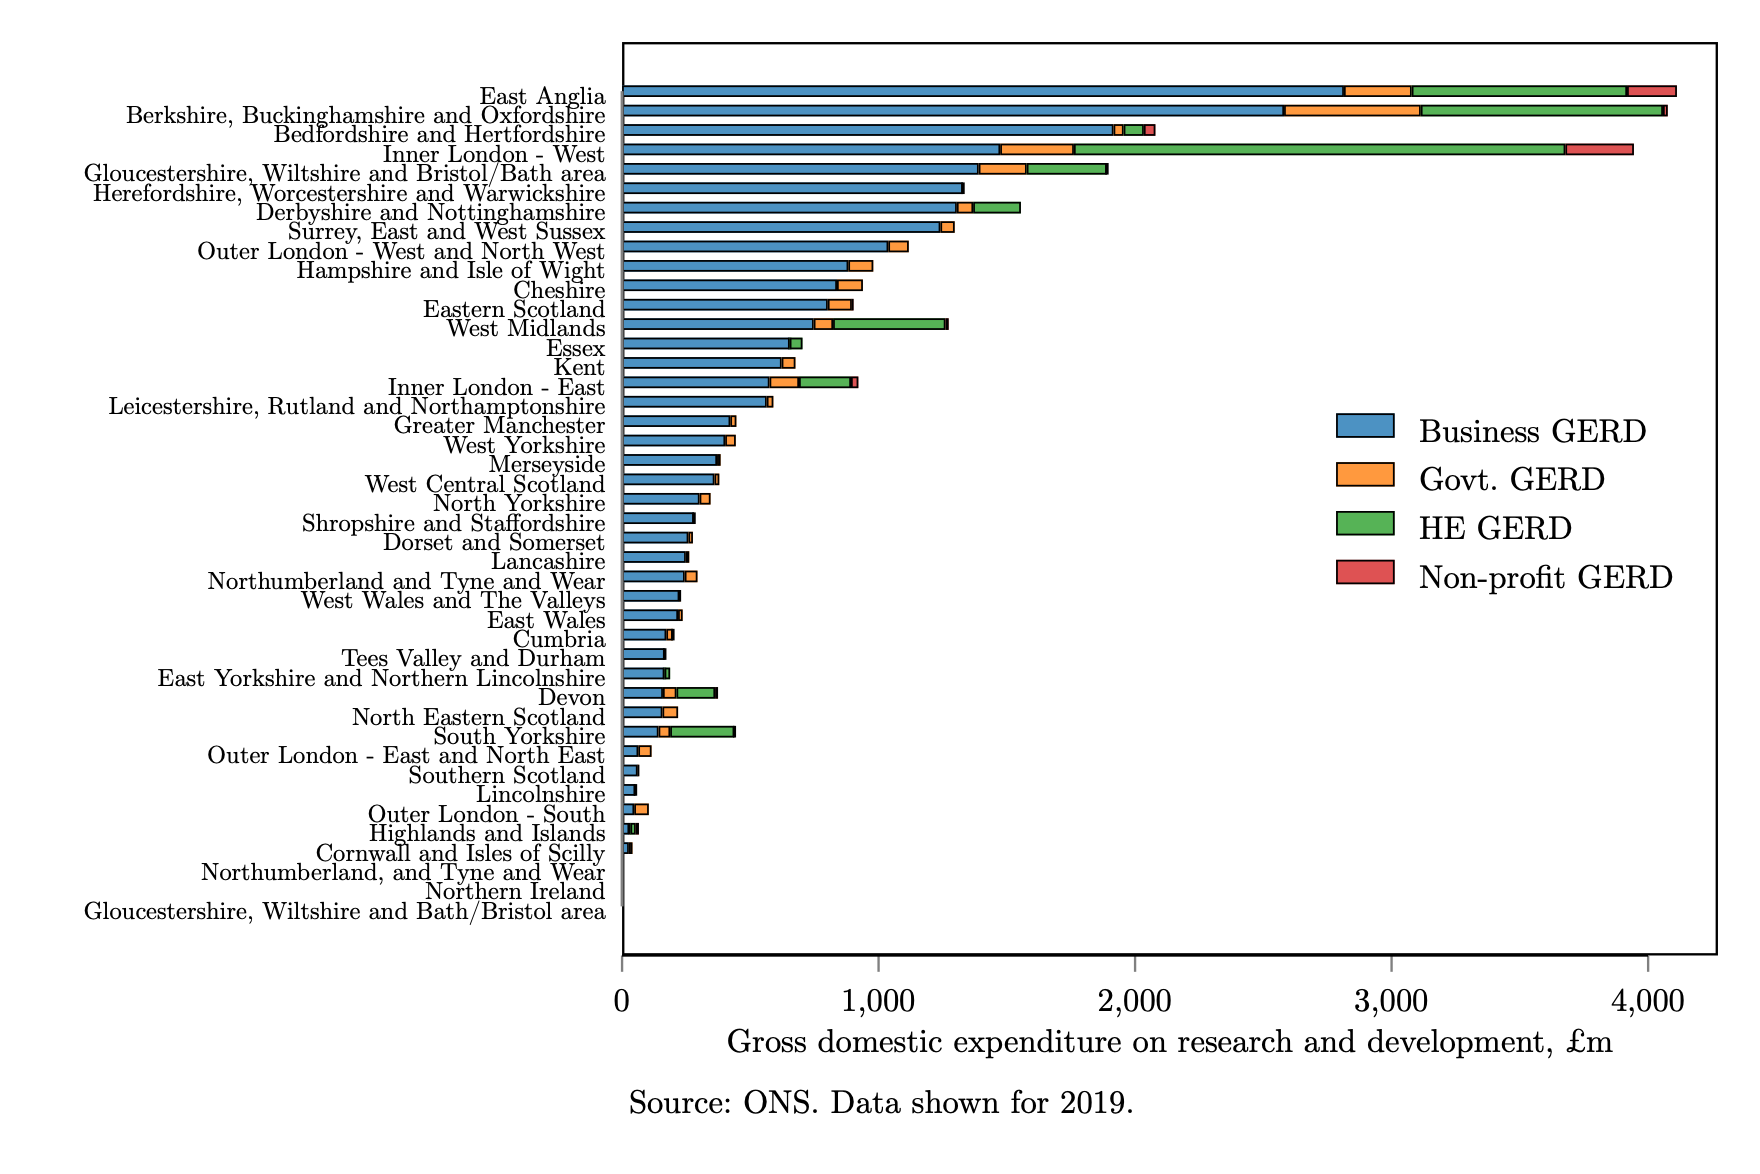 East Anglia
Berkshire, Buckinghamshire and Oxfordshire
Bedfordshire and Hertfordshire
Inner London - West
Gloucestershire, Wiltshire and Bristol/Bath area
Herefordshire, Worcestershire and Warwickshire
Derbyshire and Nottinghamshire
Surrey, East and West Sussex
Outer London - West and North West
Hampshire and Isle of Wight
Cheshire
Eastern Scotland
West Midlands
Essex
Kent
Inner London - East
Leicestershire, Rutland and Northamptonshire
Greater Manchester
West Yorkshire
Merseyside
West Central Scotland
North Yorkshire
Shropshire and Staffordshire
Dorset and Somerset
Lancashire
Northumberland and Tyne and Wear
West Wales and The Valleys
East Wales
Cumbria
Tees Valley and Durham
East Yorkshire and Northern Lincolnshire
Devon
North Eastern Scotland
South Yorkshire
Outer London - East and North East
Southern Scotland
Lincolnshire
Outer London - South
Highlands and Islands
Cornwall and Isles of Scilly
Northumberland, and Tyne and Wear
Northern Ireland
Gloucestershire, Wiltshire and Bath/Bristol area
Business GERD
Govt. GERD
HE GERD
Non-profit GERD
0 1,000 2,000 3,000 4,000
Gross domestic expenditure on research and development, £m
Source: ONS. Data shown for 2019.